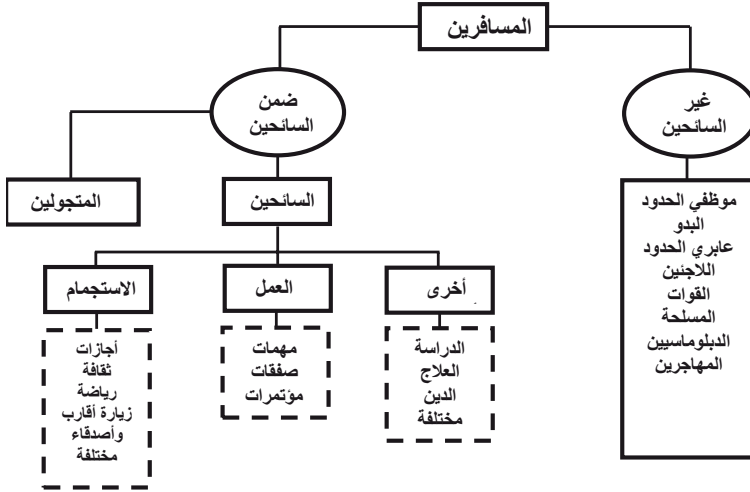 المسافرين
غير
السائحين
ضمن
السائحين
موظفي الحدود
البدو
عابري الحدود
اللاجئين
القوات
المسلحة
الدبلوماسيين
المهاجرين
السائحين
المتجولين
أخرى
العمل
الاستجمام
الدراسة
العلاج
الدين
مختلفة
مهمات
صفقات
مؤتمرات
أجازات
ثقافة
رياضة
زيارة أقارب
وأصدقاء
مختلفة